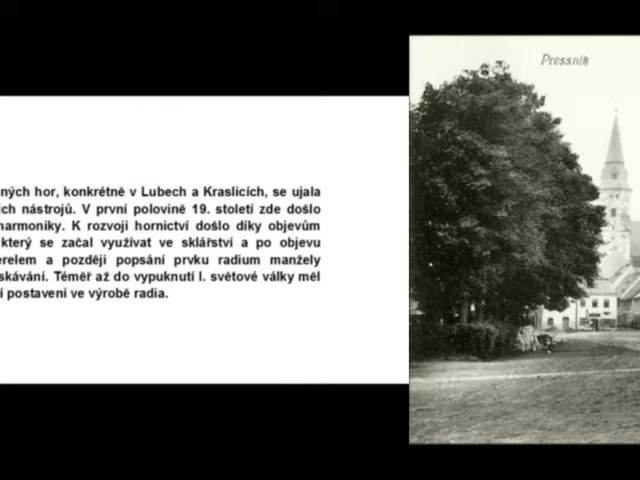 ných hor, konkrétně v Lubech a Kraslicích, se ujala
ich nástrojů. V první polovině 19. století zde došlo
harmoniky. K rozvoji hornictví došlo díky objevům
který se začal využívat ve sklářství a po objevu
erelem a později popsání prvku radium manžely
skávání. Téměř až do vypuknutí I. světové války měl
í postavení ve výrobě radia.
Pressnitz